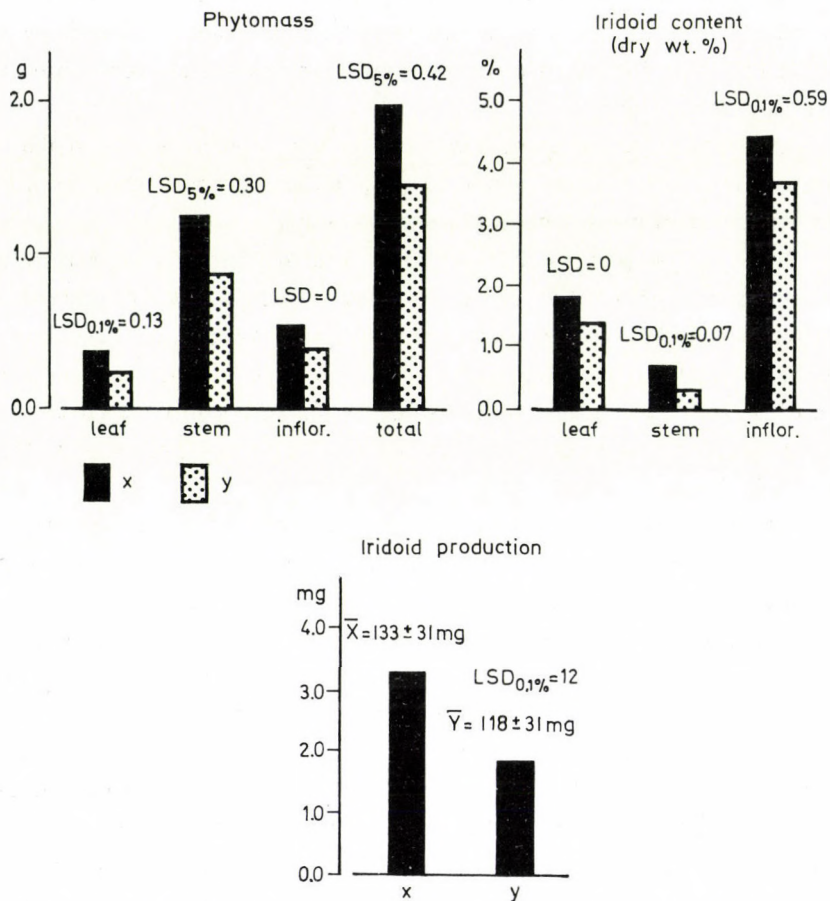 Phytomass
g
2.0
1.0
0.0
LSD0.1%=0.13
LSD5%=0.30
LSD=0
LSD5%=0.42
leaf stem inflor. total
x y
Iridoid content
(dry wt.%)
%
5.0
4.0
3.0
2.0
1.0
0.0
LSD=0
LSD0.1%=0.07
LSD0.1%=0.59
leaf stem inflor.
Iridoid production
mg
4.0
3.0
2.0
1.0
0.0
X̅=133±31mg
LSD0.1%=12
Y̅=118±31mg
x y